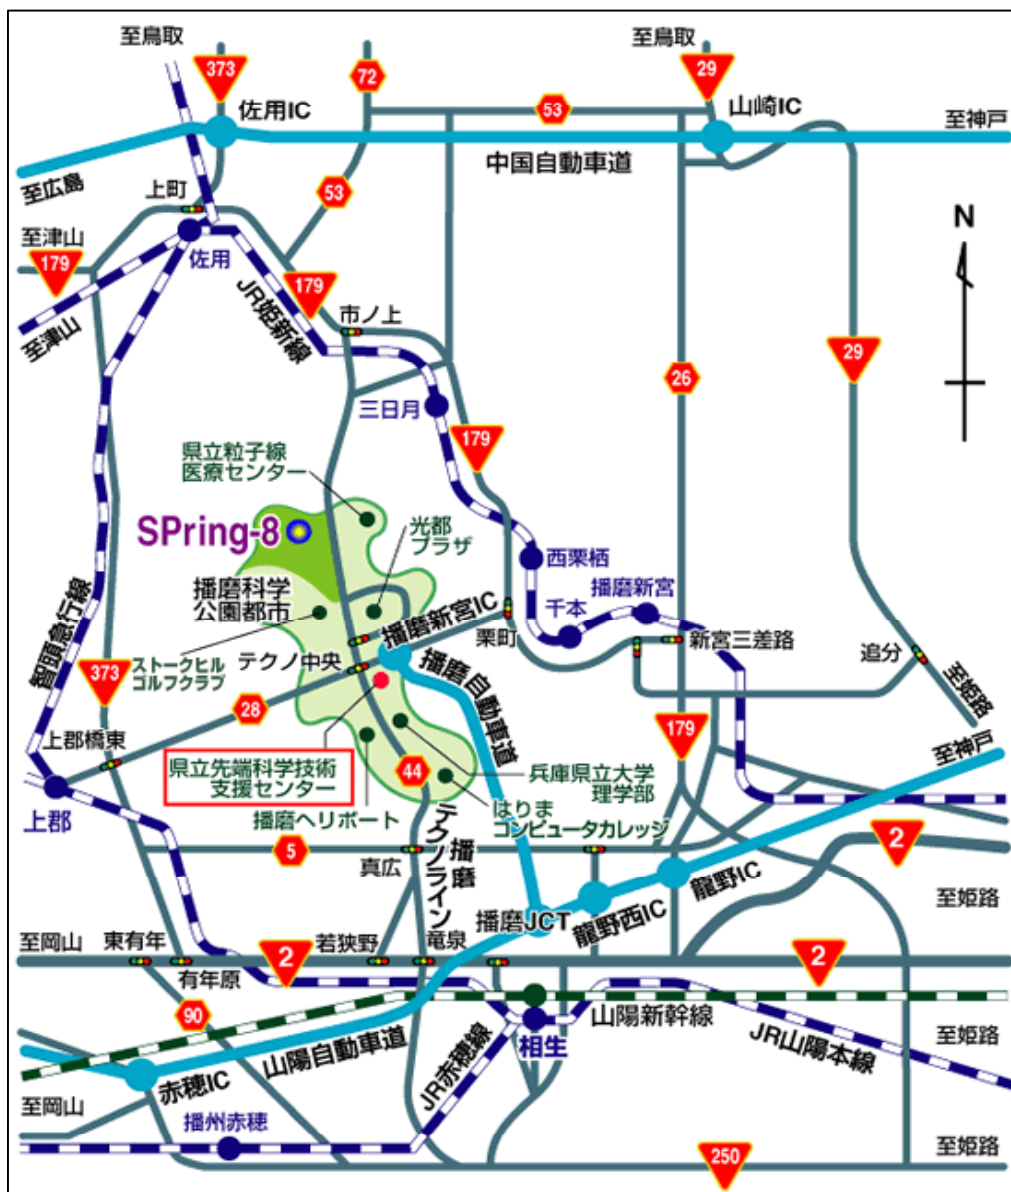 至鳥取
至鳥取
373
72
29
佐用IC
53
山崎IC
至神戸
中国自動車道
至広島
上町
53
至津山
179
佐用
179
JR姫新線
市ノ上
至津山
29
26
三日月
179
県立粒子線
医療センター
SPring-8
光都
プラザ
西栗栖
播磨科学
公園都市
播磨新宮
千本
播磨新宮IC
栗町
新宮三差路
智頭急行線
ストークヒル
ゴルフクラブ
テクノ中央
播磨自動車道
追分
373
28
至姫路
179
至神戸
上郡橋東
県立先端科学技術
支援センター
44
兵庫県立大学
理学部
上郡
播磨ヘリポート
はりま
コンピュータカレッジ
播磨
テクノライン
5
真広
2
龍野IC
至姫路
播磨JCT
龍野西IC
至岡山
東有年
若狭野
竜泉
有年原
2
2
90
山陽新幹線
至姫路
山陽自動車道
JR赤穂線
相生
JR山陽本線
赤穂IC
至岡山
播州赤穂
至姫路
250
N